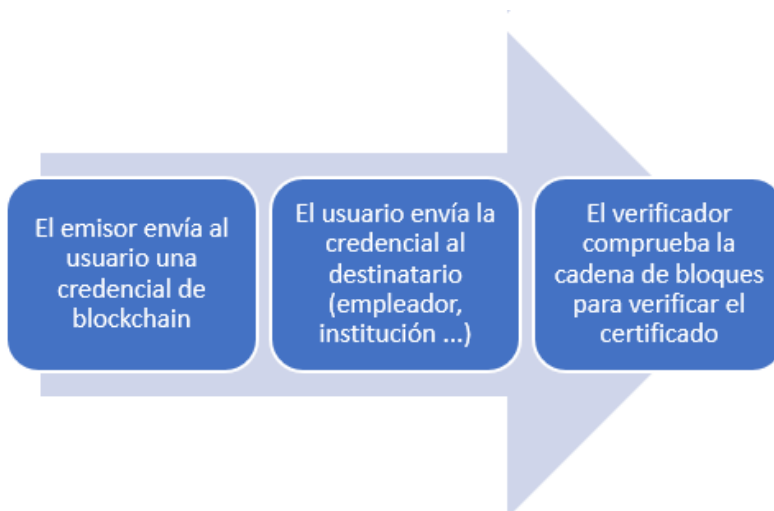 El emisor envía al
usuario una
credencial de
blockchain
El usuario envía la
credencial al
destinatario
(empleador,
institución ...)
El verificador
comprueba la
cadena de bloques
para verificar el
certificado